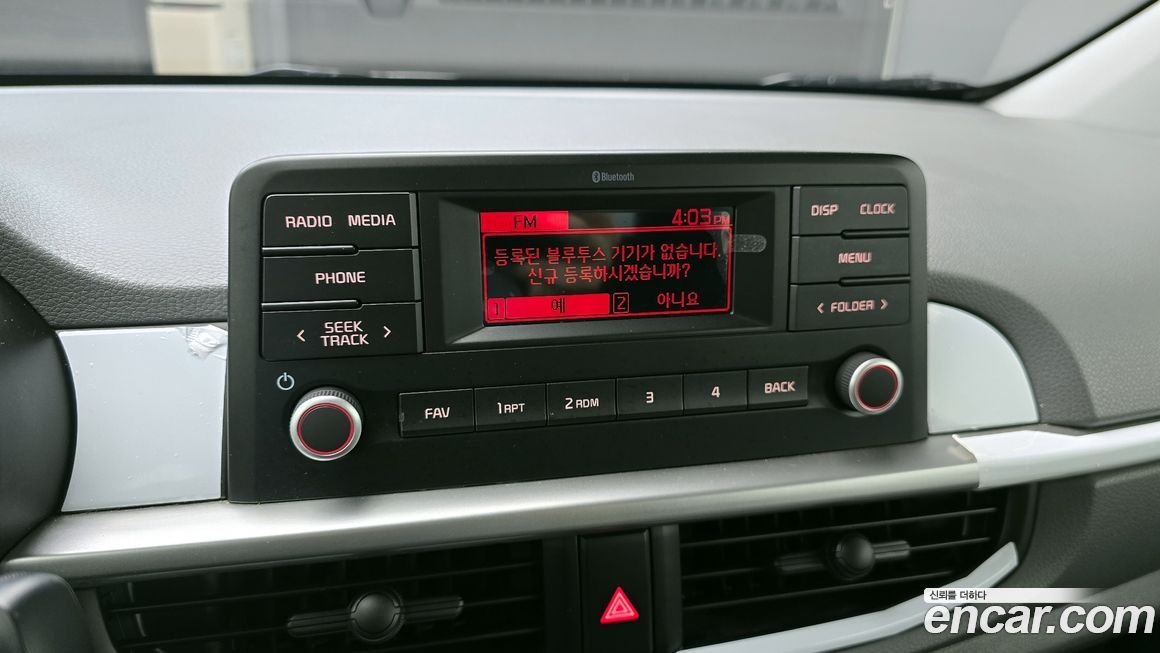 Bluetooth
RADIO MEDIA
PHONE
< SEEK TRACK >
FM 4:03 PM
등록된 블루투스 기기가 없습니다.
신규 등록하시겠습니까?
1 예 2 아니요
DISP CLOCK
MENU
< FOLDER >
FAV 1 RPT 2 RDM 3 4 BACK
신뢰를 더하다
encar.com